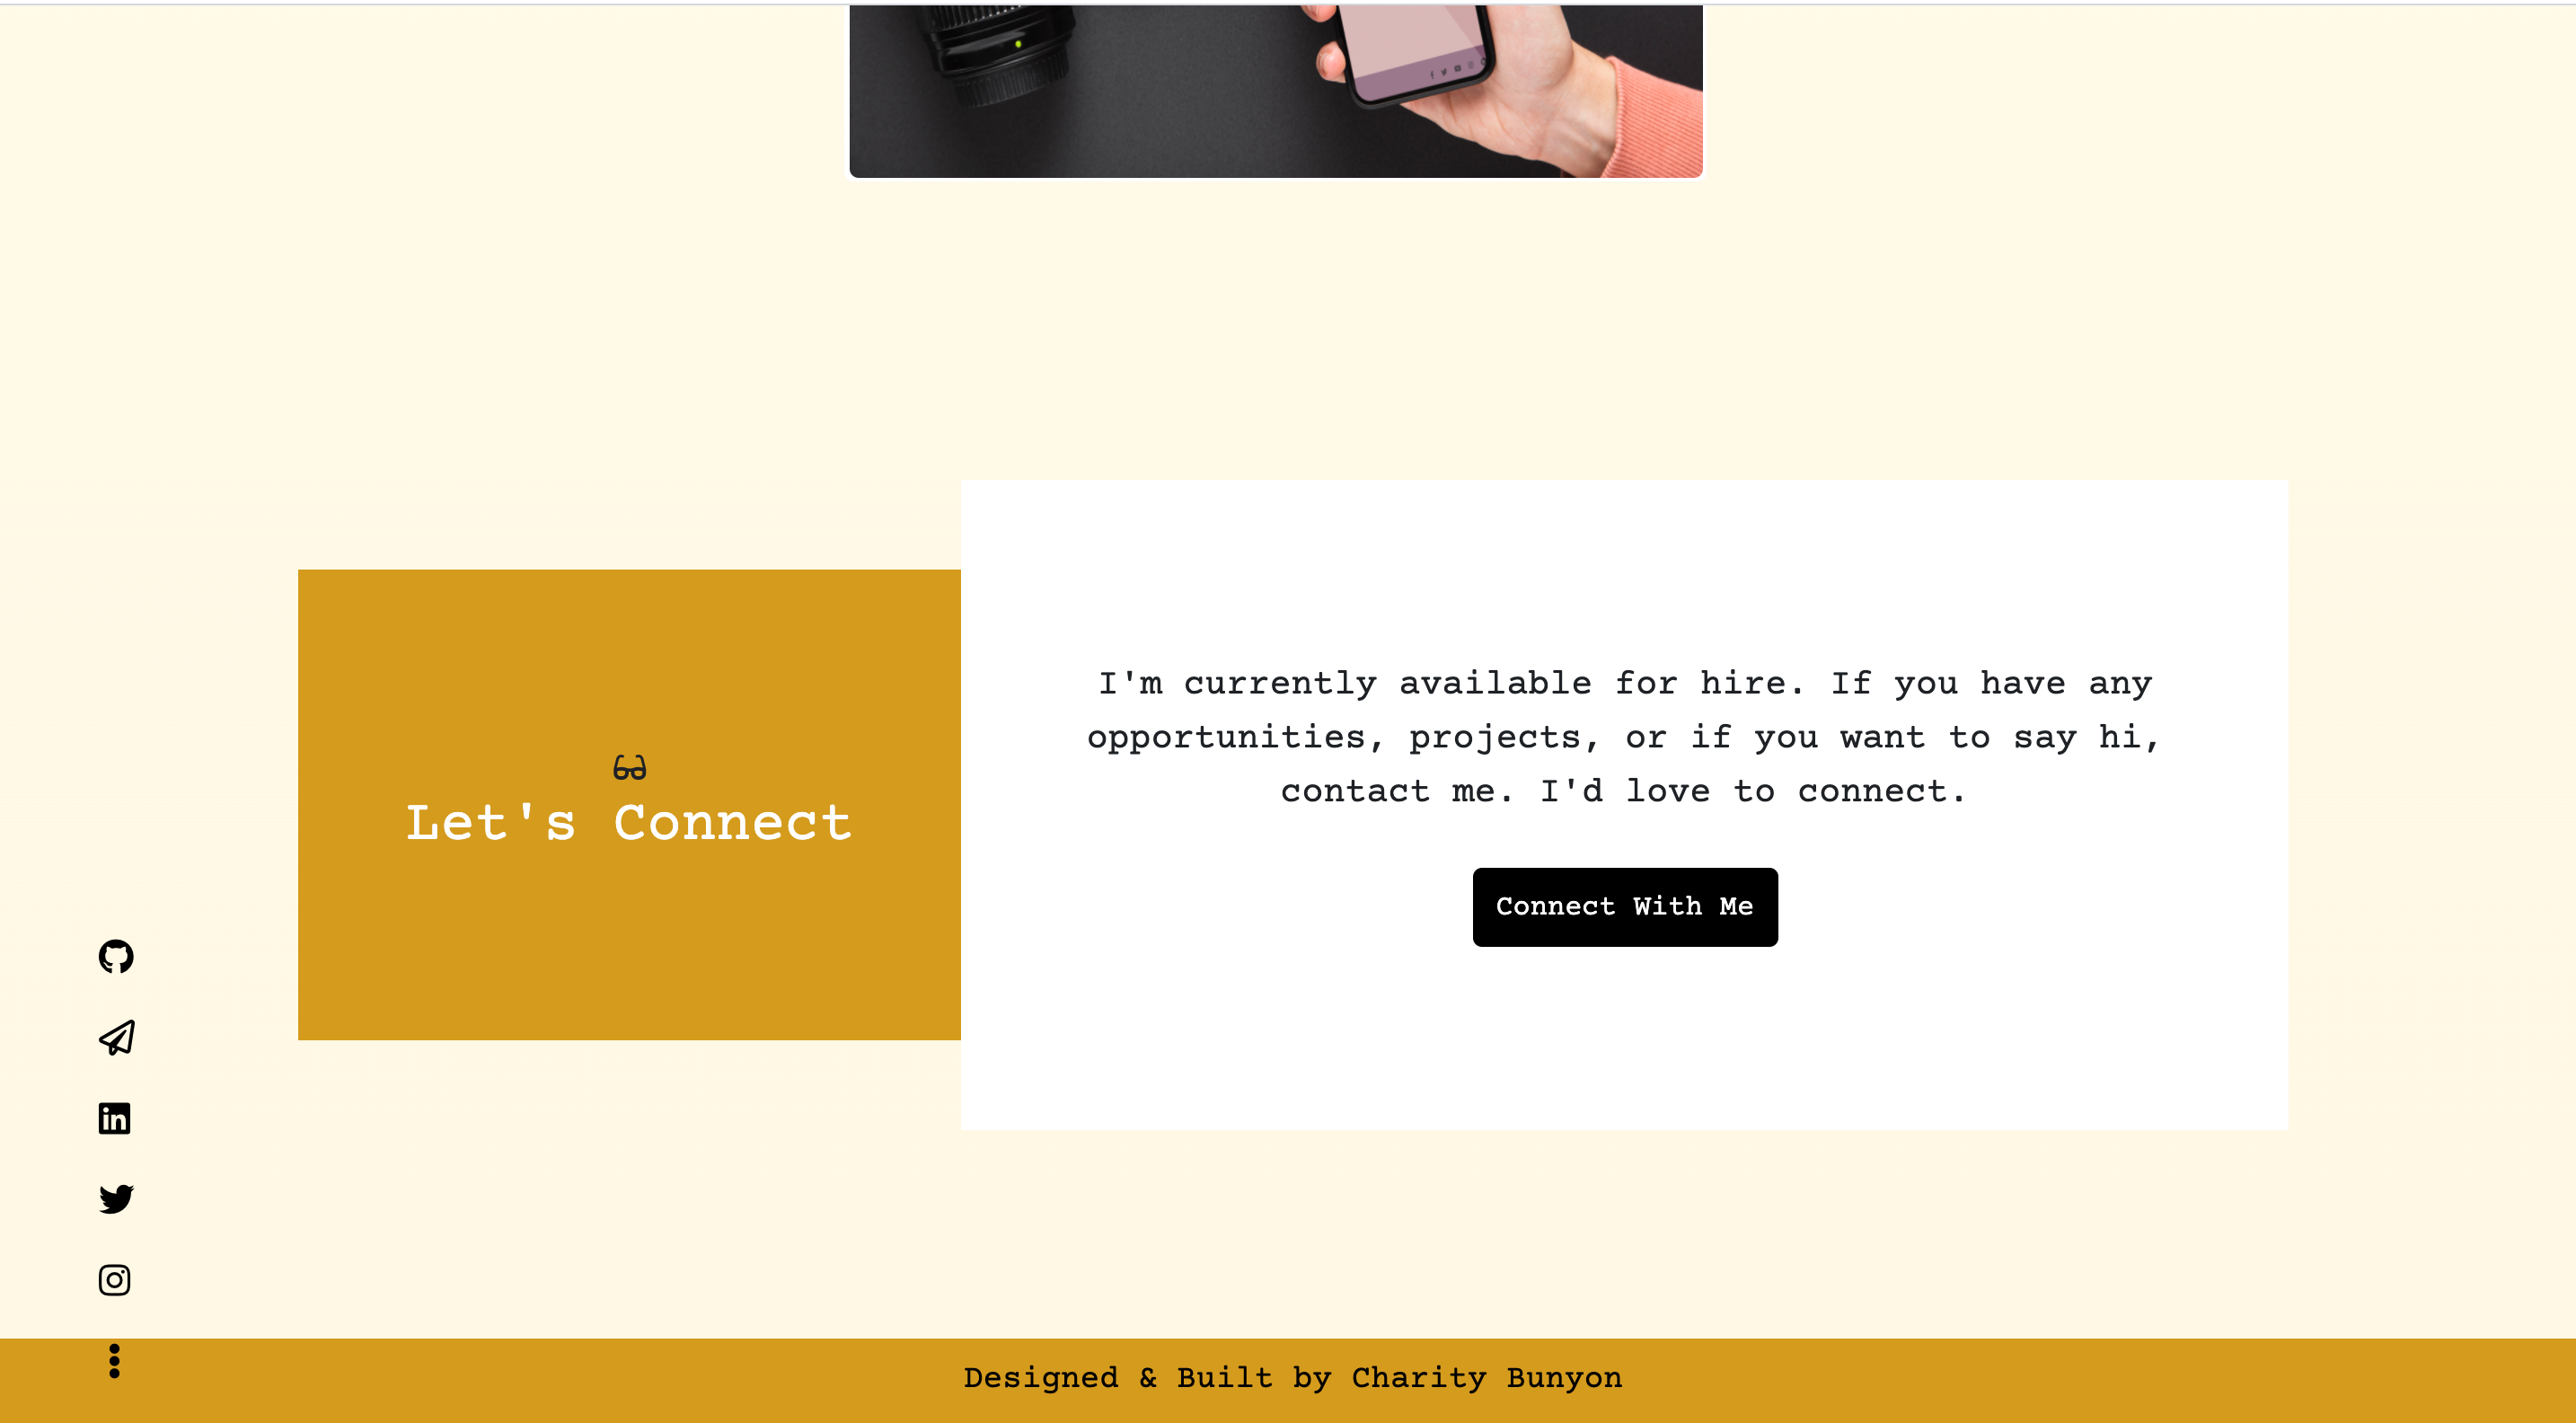 Let's Connect
I'm currently available for hire. If you have any
opportunities, projects, or if you want to say hi,
contact me. I'd love to connect.
Connect With Me
Designed & Built by Charity Bunyon